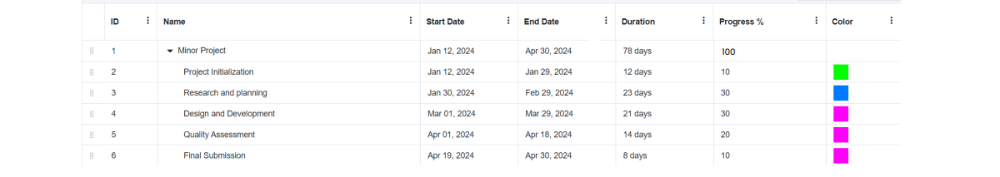 ID Name Start Date End Date Duration Progress % Color
1 Minor Project Jan 12, 2024 Apr 30, 2024 78 days 100
2 Project Initialization Jan 12, 2024 Jan 29, 2024 12 days 10
3 Research and planning Jan 30, 2024 Feb 29, 2024 23 days 30
4 Design and Development Mar 01, 2024 Mar 29, 2024 21 days 30
5 Quality Assessment Apr 01, 2024 Apr 18, 2024 14 days 20
6 Final Submission Apr 19, 2024 Apr 30, 2024 8 days 10